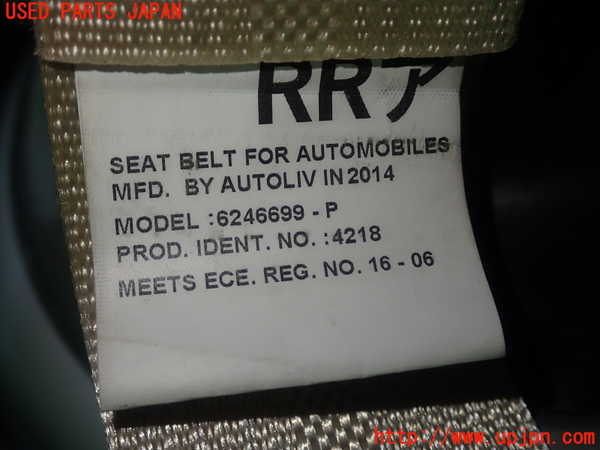 USED PARTS JAPAN
RRア
SEAT BELT FOR AUTOMOBILES
MFD. BY AUTOLIV IN 2014
MODEL :6246699 - P
PROD. IDENT. NO. :4218
MEETS ECE. REG. NO. 16 - 06
http://www.upjpn.com/